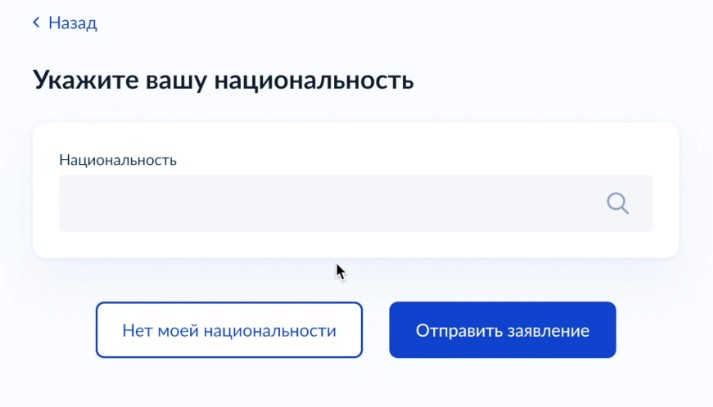 Назад
Укажите вашу национальность
Национальность
Нет моей национальности
Отправить заявление